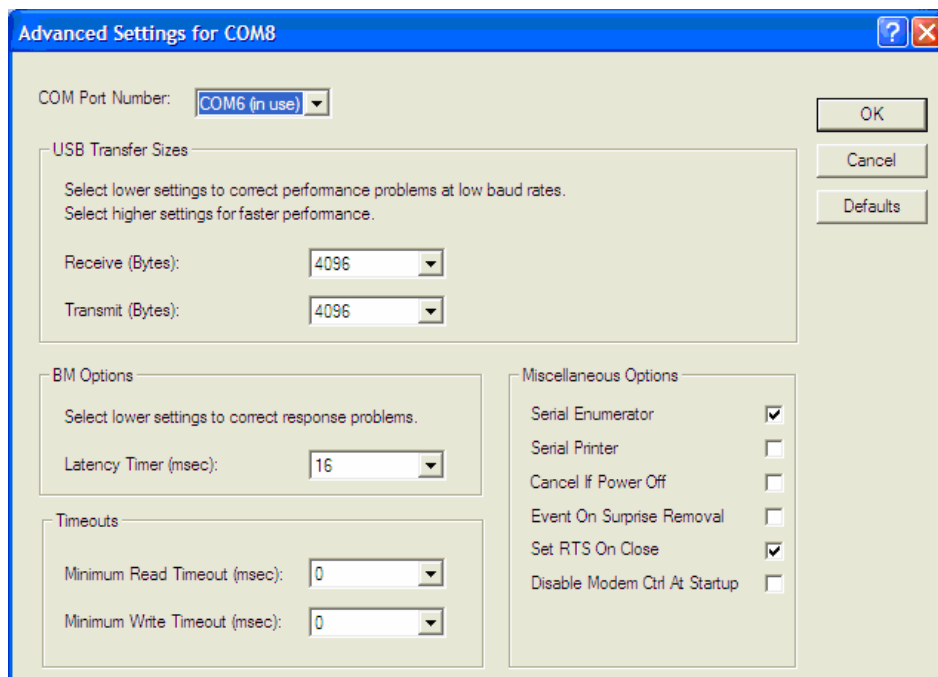 Advanced Settings for COM8
COM Port Number: COM6 (in use)
OK
Cancel
Defaults
USB Transfer Sizes
Select lower settings to correct performance problems at low baud rates.
Select higher settings for faster performance.
Receive (Bytes): 4096
Transmit (Bytes): 4096
BM Options
Select lower settings to correct response problems.
Latency Timer (msec): 16
Timeouts
Minimum Read Timeout (msec): 0
Minimum Write Timeout (msec): 0
Miscellaneous Options
Serial Enumerator
Serial Printer
Cancel If Power Off
Event On Surprise Removal
Set RTS On Close
Disable Modem Ctrl At Startup